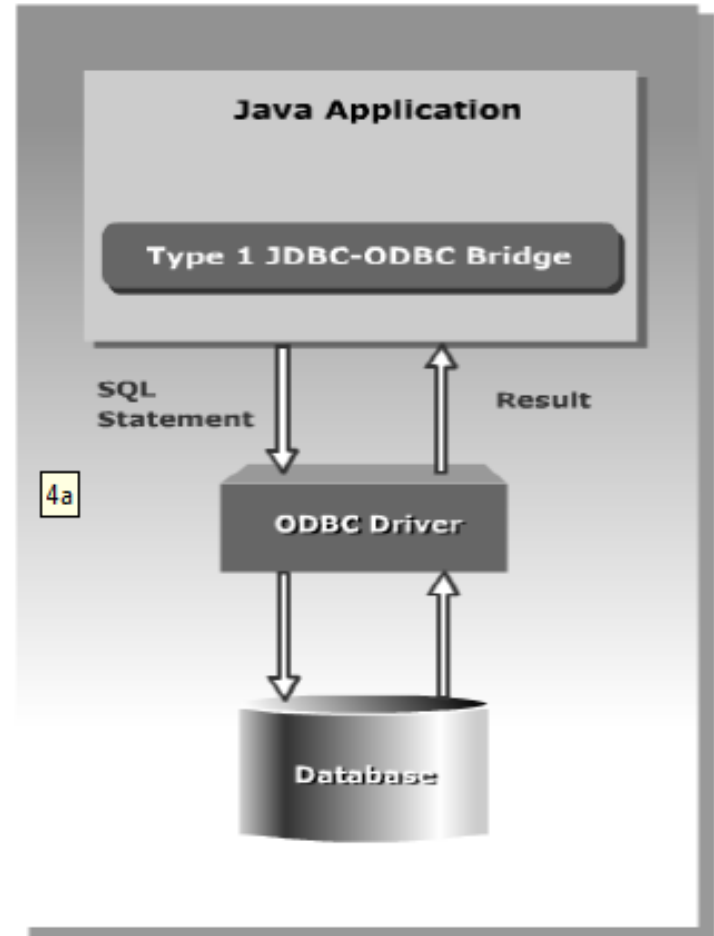 Java Application
Type 1 JDBC-ODBC Bridge
SQL
Statement
Result
4a
ODBC Driver
Database